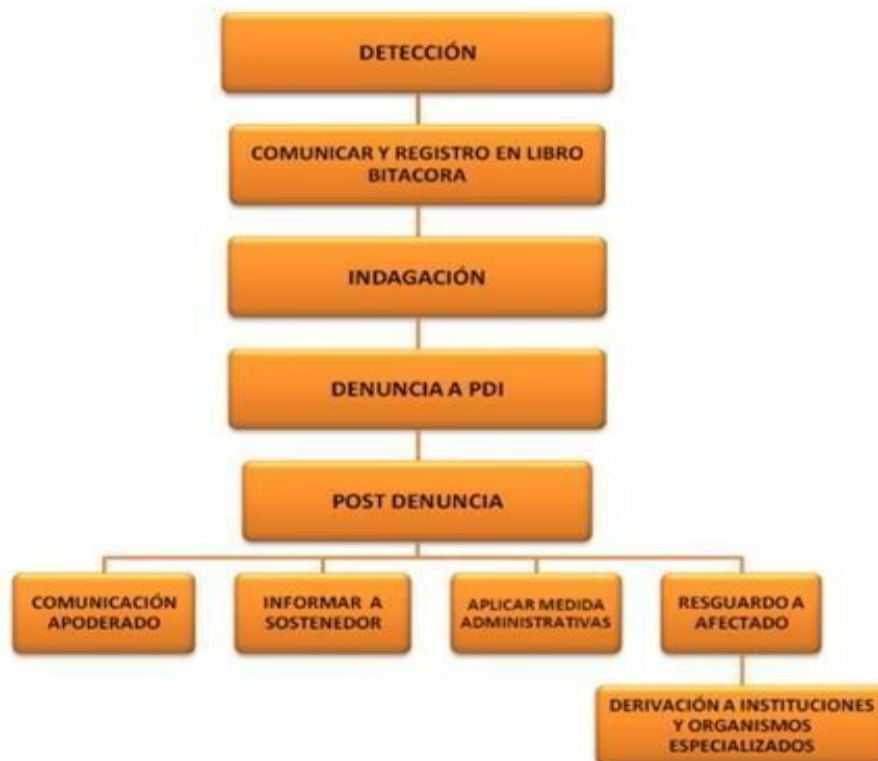 DETECCIÓN
COMUNICAR Y REGISTRO EN LIBRO
BITACORA
INDAGACIÓN
DENUNCIA A PDI
POST DENUNCIA
COMUNICACIÓN
APODERADO
INFORMAR A
SOSTENEDOR
APLICAR MEDIDA
ADMINISTRATIVAS
RESGUARDO A
AFECTADO
DERIVACIÓN A INSTITUCIONES
Y ORGANISMOS
ESPECIALIZADOS